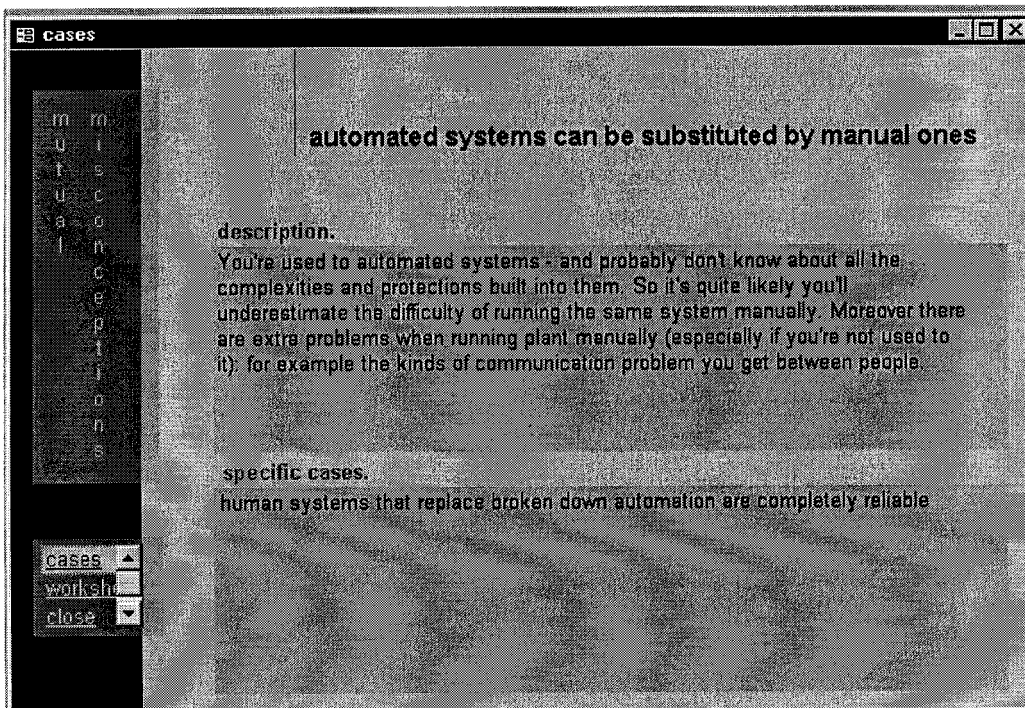 cases
mutual
misconceptions
automated systems can be substituted by manual ones
description.
You're used to automated systems - and probably don't know about all the
complexities and protections built into them. So it's quite likely you'll
underestimate the difficulty of running the same system manually. Moreover there
are extra problems when running plant manually (especially if you're not used to
it): for example the kinds of communication problem you get between people.
specific cases.
human systems that replace broken down automation are completely reliable
cases
workshe
close